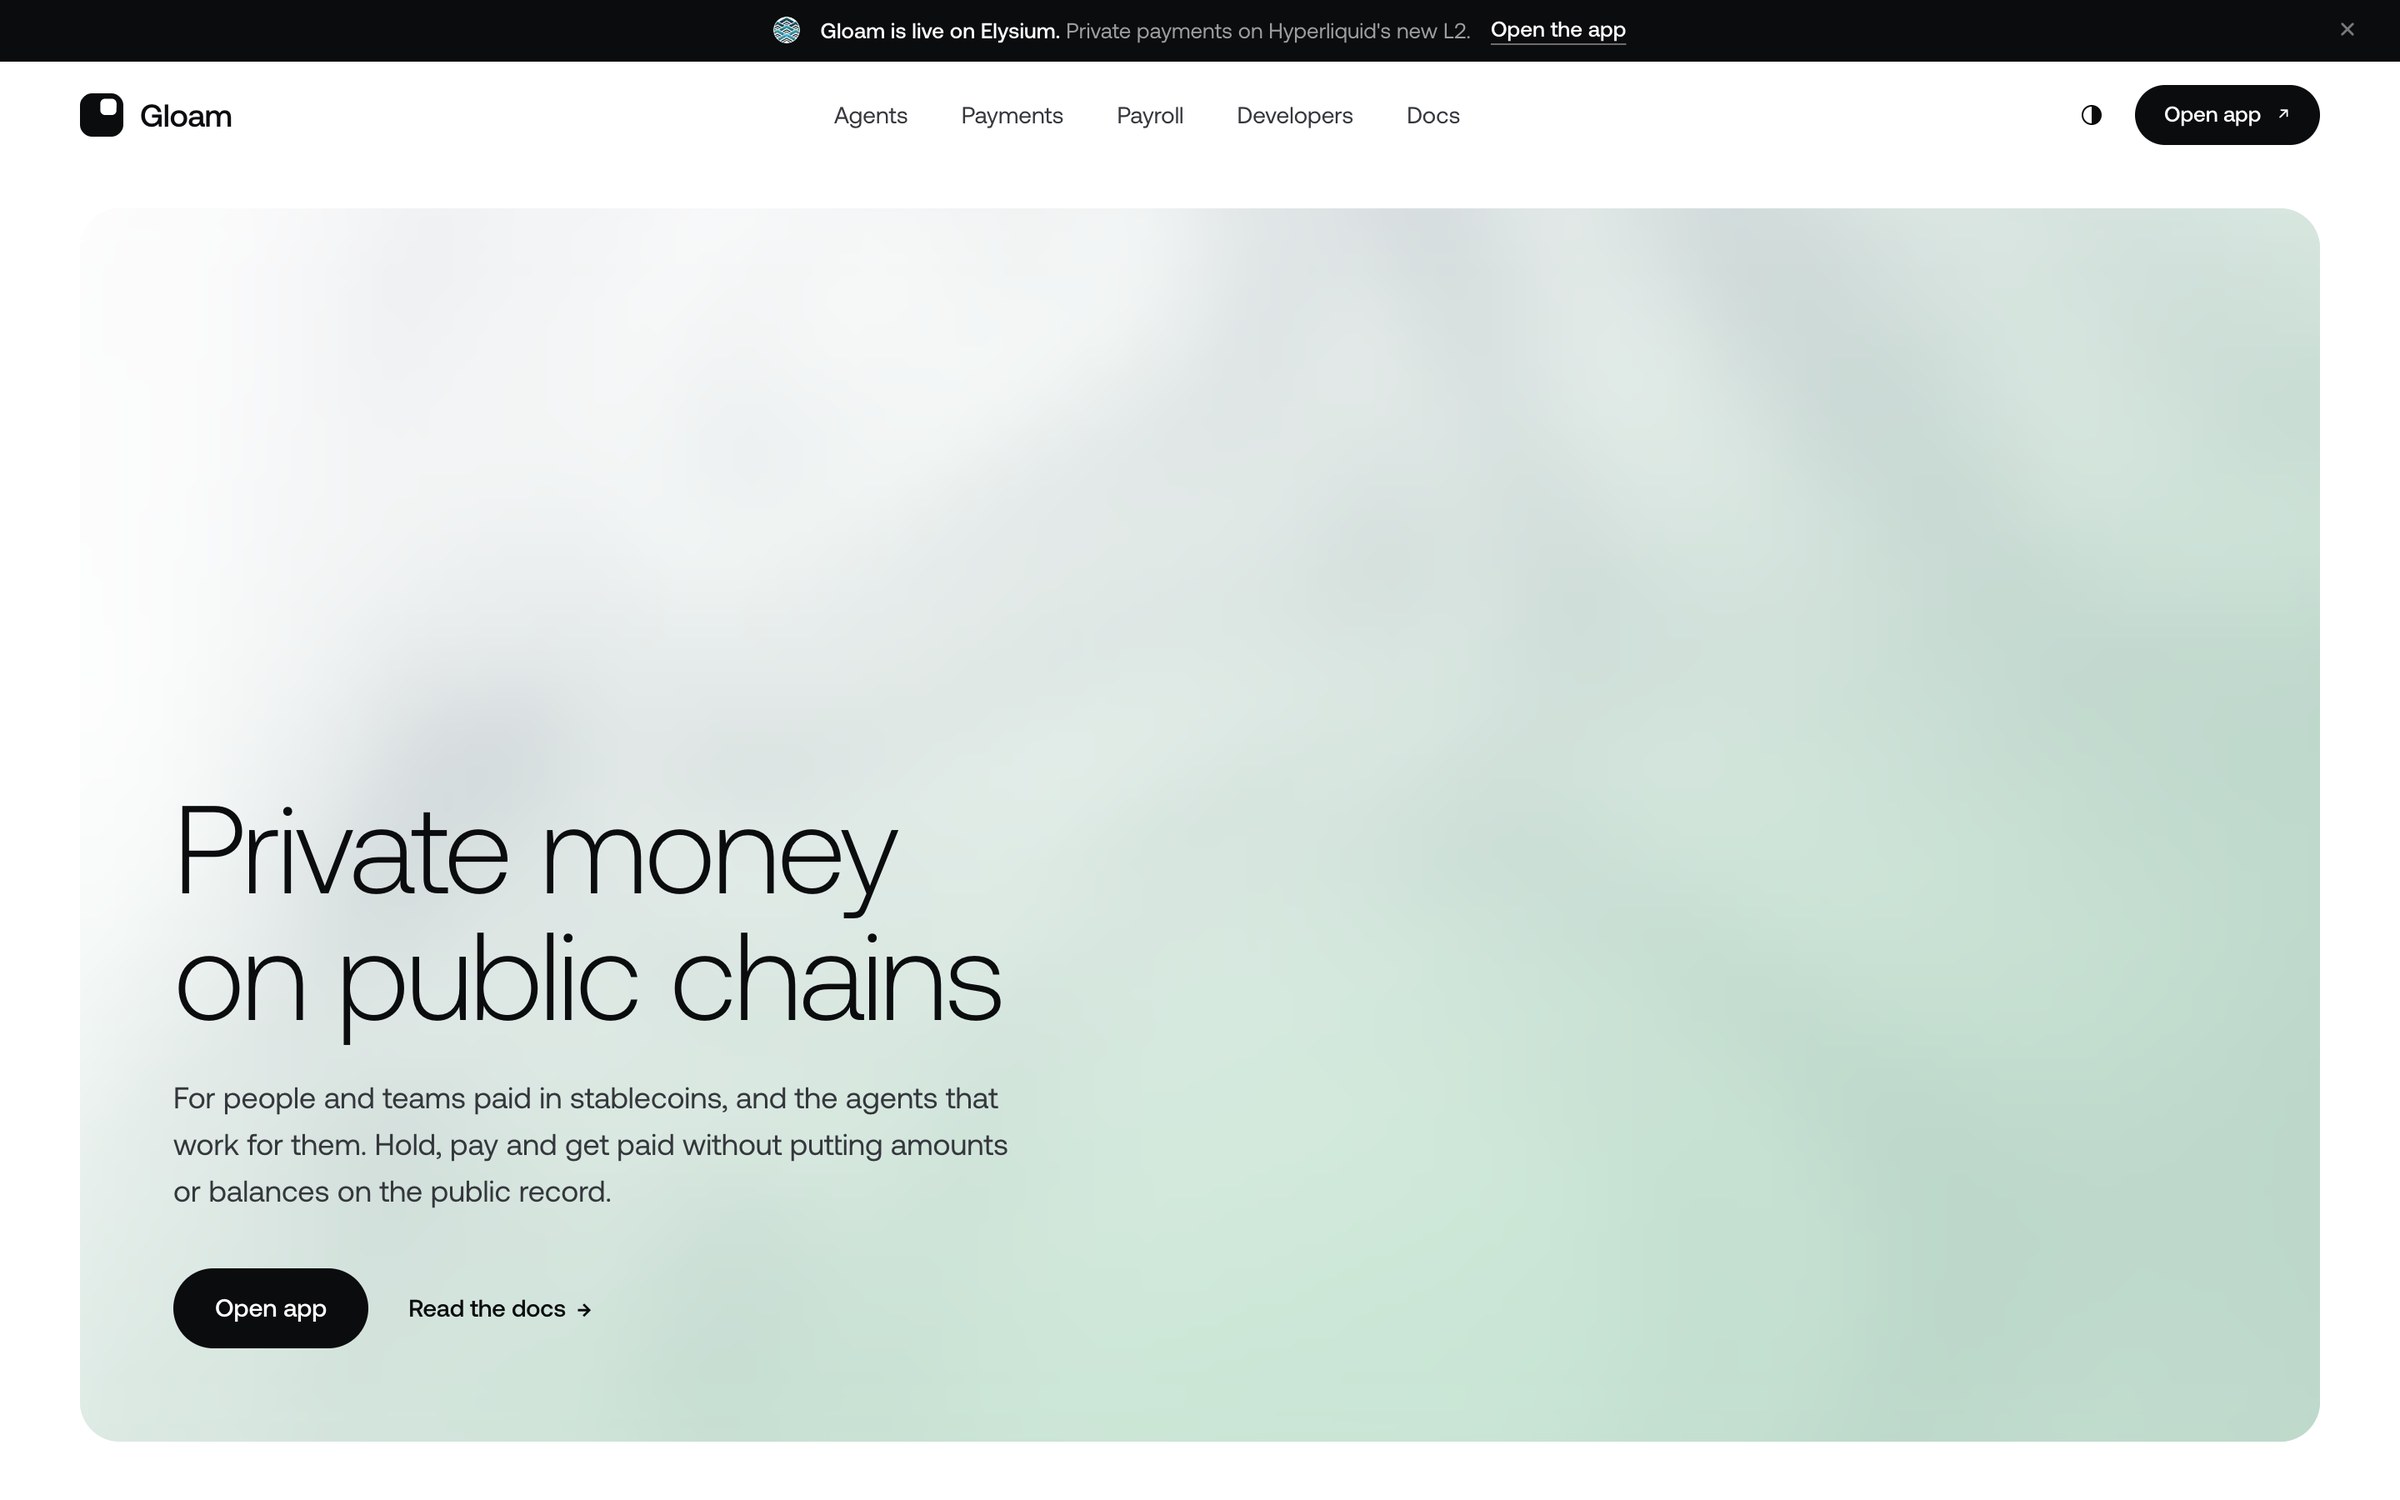 Gloam is live on Elysium. Private payments on Hyperliquid's new L2. Open the app ✕
Gloam
Agents Payments Payroll Developers Docs
Open app ↗
Private money
on public chains
For people and teams paid in stablecoins, and the agents that
work for them. Hold, pay and get paid without putting amounts
or balances on the public record.
Open app
Read the docs →